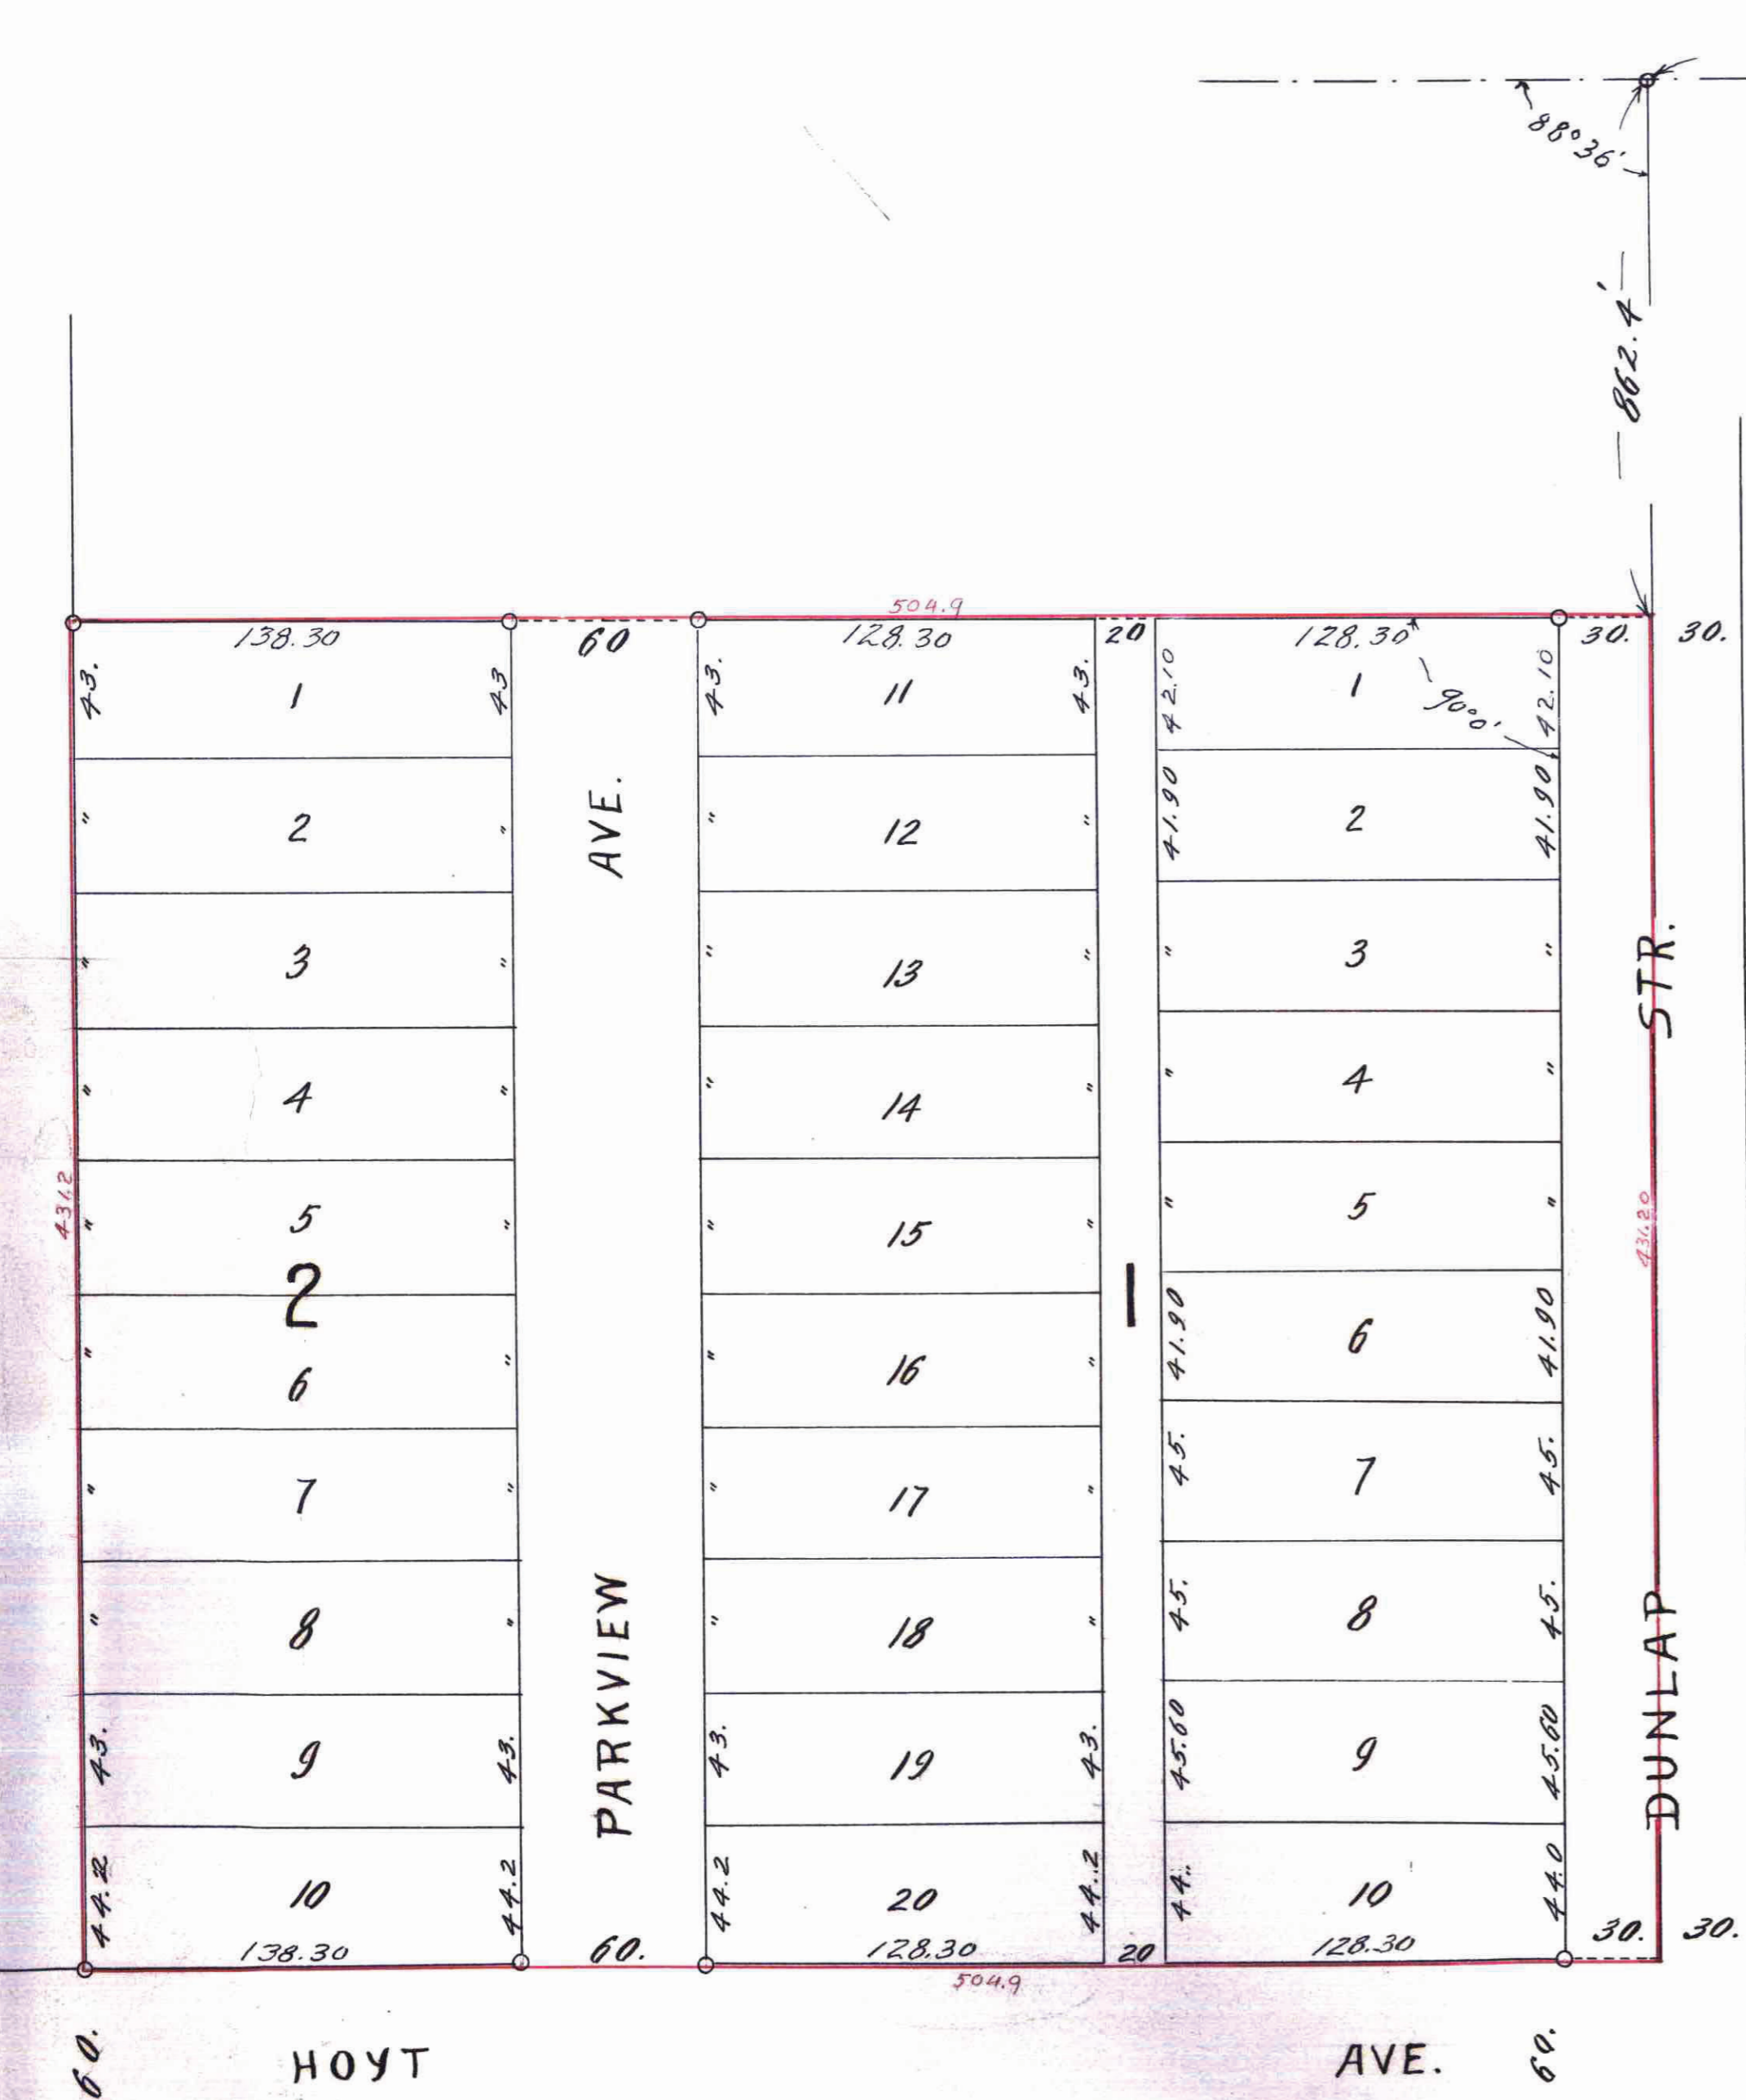 88°36'
862.4'
504.9
138.30 60 128.30 20 128.30 30. 30.
43. 1 43 43. 11 43. 42.10 1 90°0' 42.10
" 2 " AVE. " 12 " 41.90 2 41.90
" 3 " " 13 " " 3 " STR.
" 4 " " 14 " " 4 "
431.2 " 5 " " 15 " " 5 " 431.20
2 1
" 6 " " 16 " 41.90 6 41.90
" 7 " " 17 " 45. 7 45.
" 8 " PARKVIEW " 18 " 45. 8 45. DUNLAP
43. 9 43. 43. 19 43. 45.60 9 45.60
44.2 10 44.2 44.2 20 44.2 44. 10 44.0
138.30 60. 128.30 20 128.30 30. 30.
504.9
60. HOYT AVE. 60.